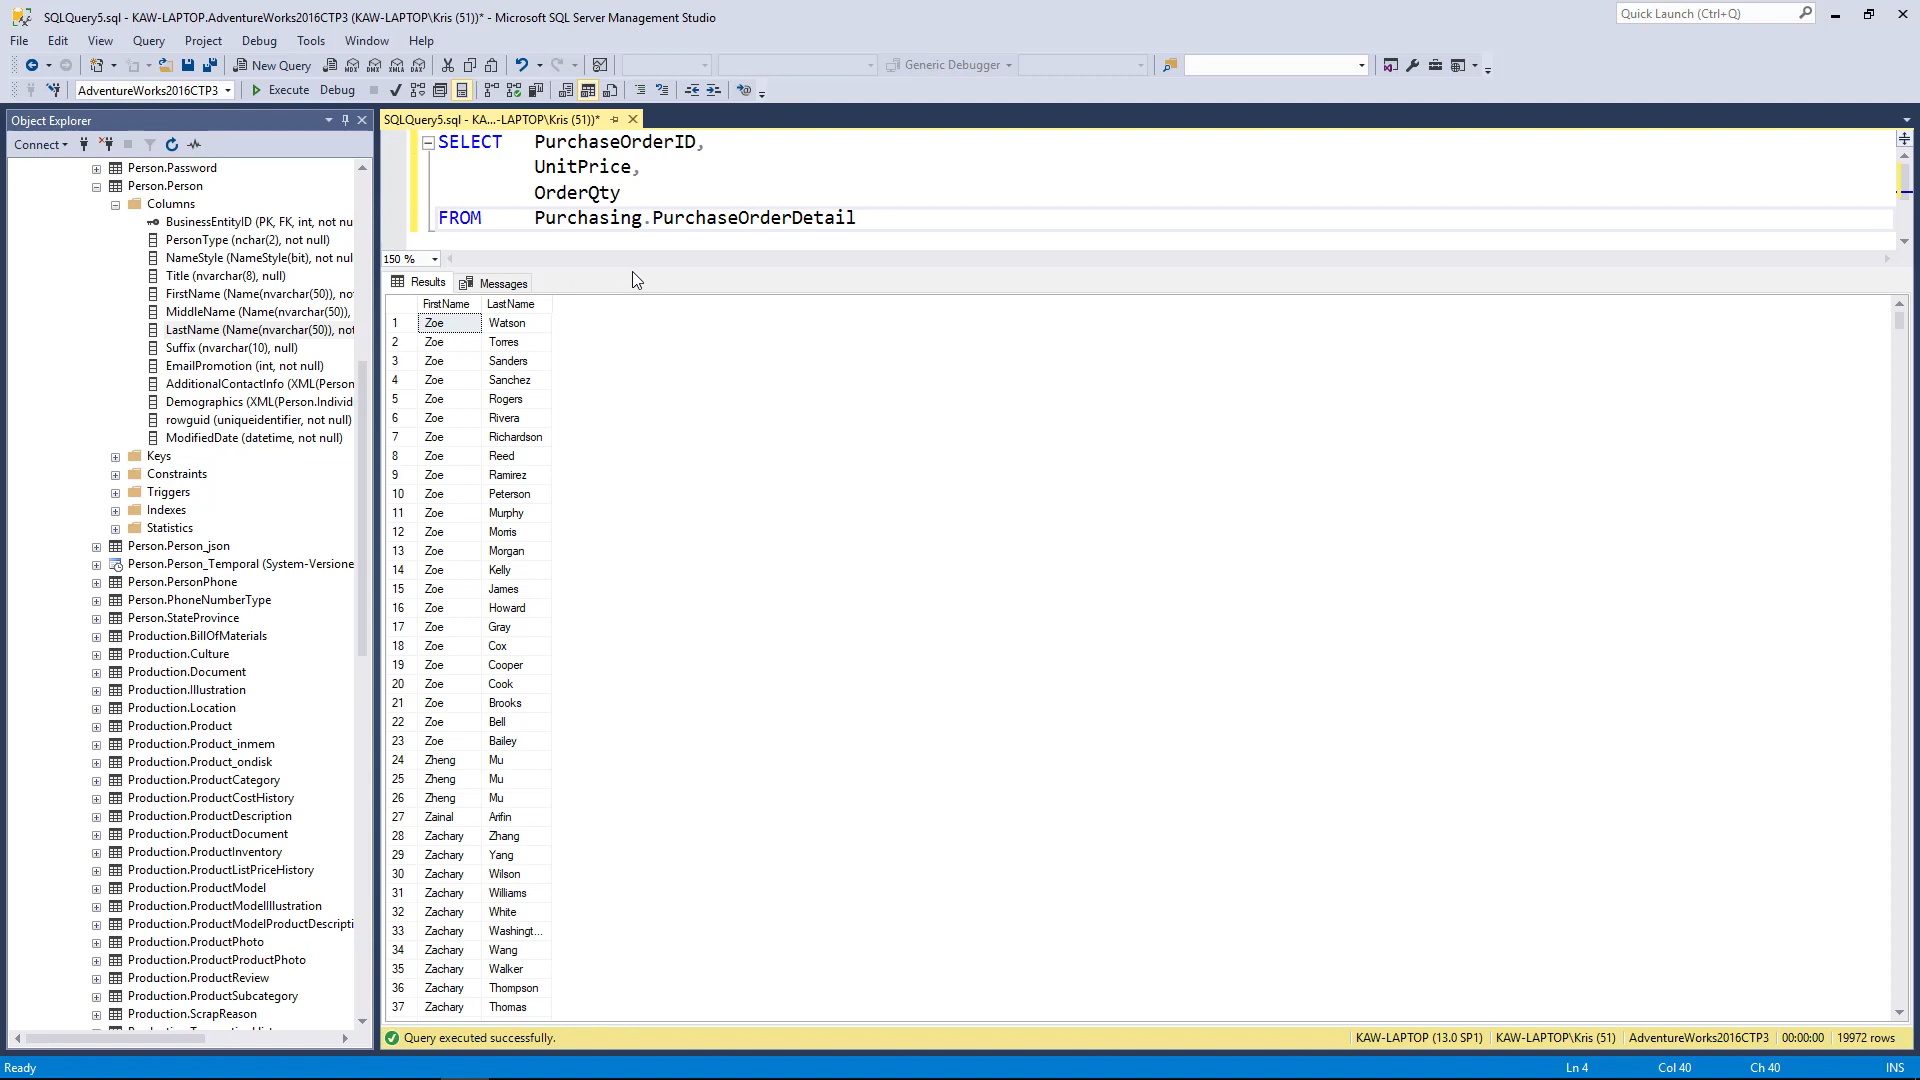 SQLQuery5.sql - KAW-LAPTOP.AdventureWorks2016CTP3 (KAW-LAPTOP\Kris (51))* - Microsoft SQL Server Management Studio
Quick Launch (Ctrl+Q)
File Edit View Query Project Debug Tools Window Help
New Query
MDX DMX XMLA DAX
Generic Debugger
AdventureWorks2016CTP3
Execute Debug
Object Explorer
Connect
Person.Password
Person.Person
Columns
BusinessEntityID (PK, FK, int, not nu
PersonType (nchar(2), not null)
NameStyle (NameStyle(bit), not nul
Title (nvarchar(8), null)
FirstName (Name(nvarchar(50)), no
MiddleName (Name(nvarchar(50)),
LastName (Name(nvarchar(50)), not
Suffix (nvarchar(10), null)
EmailPromotion (int, not null)
AdditionalContactInfo (XML(Person
Demographics (XML(Person.Individ
rowguid (uniqueidentifier, not null)
ModifiedDate (datetime, not null)
Keys
Constraints
Triggers
Indexes
Statistics
Person.Person_json
Person.Person_Temporal (System-Versione
Person.PersonPhone
Person.PhoneNumberType
Person.StateProvince
Production.BillOfMaterials
Production.Culture
Production.Document
Production.Illustration
Production.Location
Production.Product
Production.Product_inmem
Production.Product_ondisk
Production.ProductCategory
Production.ProductCostHistory
Production.ProductDescription
Production.ProductDocument
Production.ProductInventory
Production.ProductListPriceHistory
Production.ProductModel
Production.ProductModelIllustration
Production.ProductModelProductDescripti
Production.ProductPhoto
Production.ProductProductPhoto
Production.ProductReview
Production.ProductSubcategory
Production.ScrapReason
SQLQuery5.sql - KA...-LAPTOP\Kris (51))*
SELECT PurchaseOrderID,
UnitPrice,
OrderQty
FROM Purchasing.PurchaseOrderDetail
150 %
Results Messages
FirstName LastName
1 Zoe Watson
2 Zoe Torres
3 Zoe Sanders
4 Zoe Sanchez
5 Zoe Rogers
6 Zoe Rivera
7 Zoe Richardson
8 Zoe Reed
9 Zoe Ramirez
10 Zoe Peterson
11 Zoe Murphy
12 Zoe Morris
13 Zoe Morgan
14 Zoe Kelly
15 Zoe James
16 Zoe Howard
17 Zoe Gray
18 Zoe Cox
19 Zoe Cooper
20 Zoe Cook
21 Zoe Brooks
22 Zoe Bell
23 Zoe Bailey
24 Zheng Mu
25 Zheng Mu
26 Zheng Mu
27 Zainal Arifin
28 Zachary Zhang
29 Zachary Yang
30 Zachary Wilson
31 Zachary Williams
32 Zachary White
33 Zachary Washingt...
34 Zachary Wang
35 Zachary Walker
36 Zachary Thompson
37 Zachary Thomas
Query executed successfully.
KAW-LAPTOP (13.0 SP1) KAW-LAPTOP\Kris (51) AdventureWorks2016CTP3 00:00:00 19972 rows
Ready
Ln 4 Col 40 Ch 40 INS